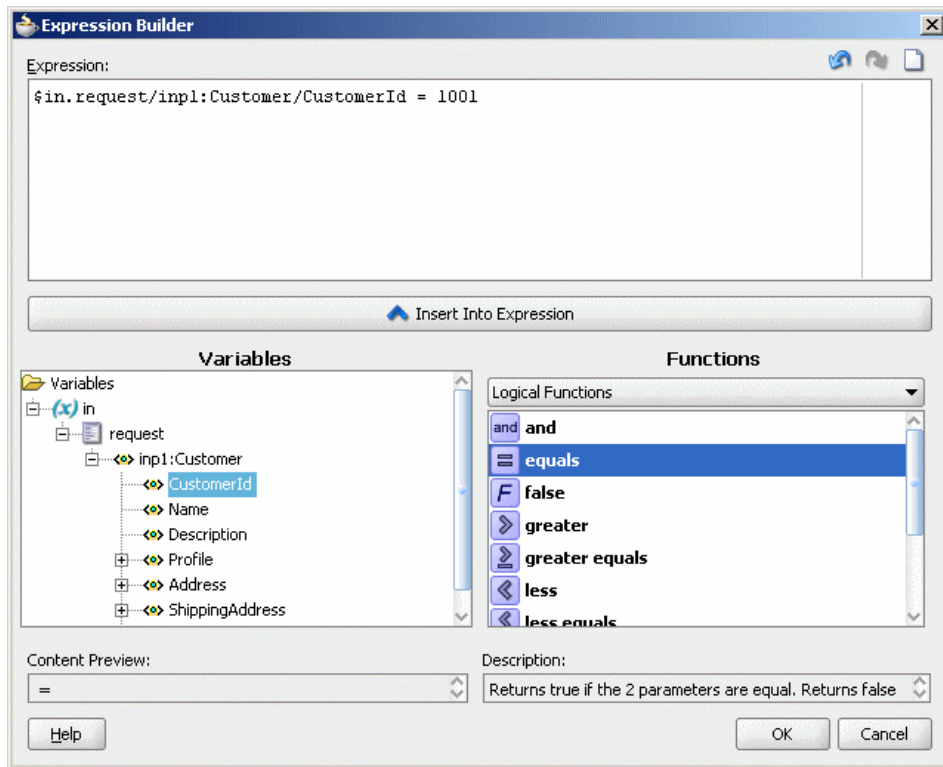 Expression Builder
Expression:
$in.request/inp1:Customer/CustomerId = 1001
Insert Into Expression
Variables
Variables
(x) in
request
<o> inp1:Customer
<o> CustomerId
<o> Name
<o> Description
<o> Profile
<o> Address
<o> ShippingAddress
Functions
Logical Functions
and and
= equals
F false
greater
greater equals
less
less equals
Content Preview:
=
Description:
Returns true if the 2 parameters are equal. Returns false
Help
OK
Cancel